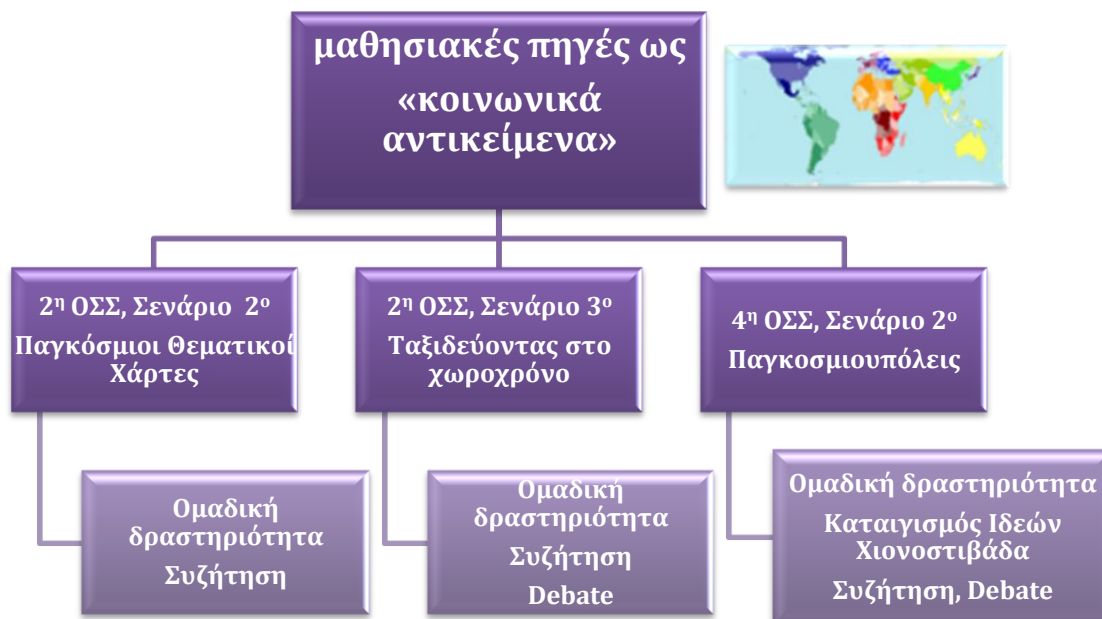 μαθησιακές πηγές ως
«κοινωνικά
αντικείμενα»
2η ΟΣΣ, Σενάριο 2ο
Παγκόσμιοι Θεματικοί
Χάρτες
2η ΟΣΣ, Σενάριο 3ο
Ταξιδεύοντας στο
χωροχρόνο
4η ΟΣΣ, Σενάριο 2ο
Παγκοσμιουπόλεις
Ομαδική
δραστηριότητα
Συζήτηση
Ομαδική
δραστηριότητα
Συζήτηση
Debate
Ομαδική δραστηριότητα
Καταιγισμός Ιδεών
Χιονοστιβάδα
Συζήτηση, Debate